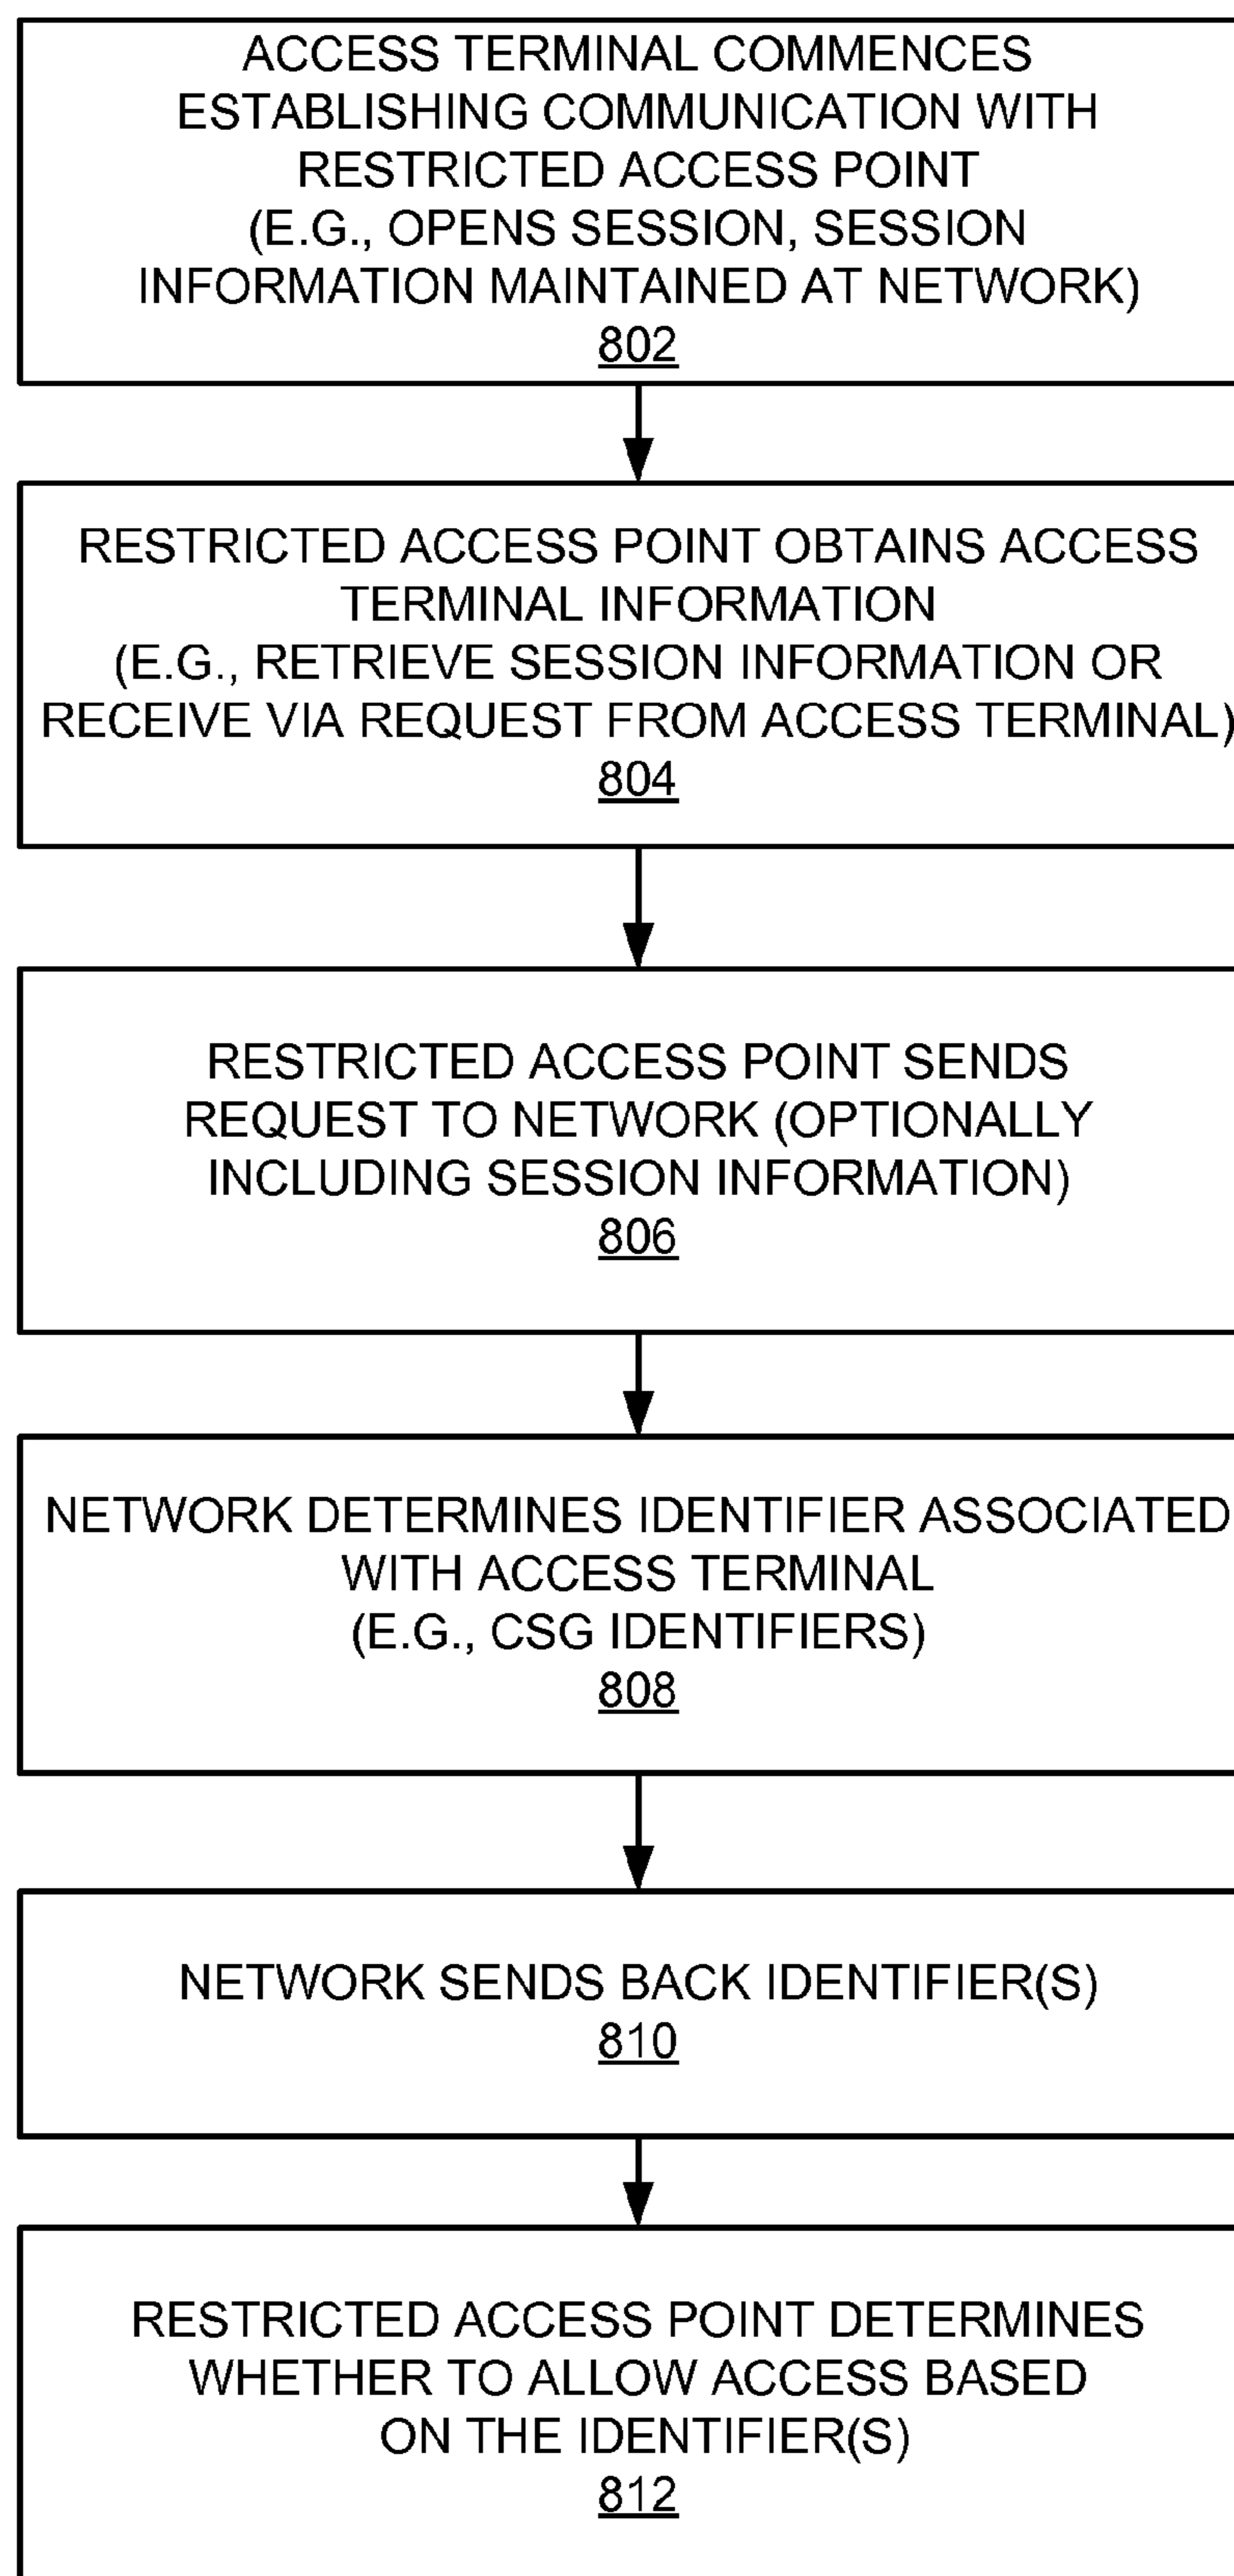 ACCESS TERMINAL COMMENCES
ESTABLISHING COMMUNICATION WITH
RESTRICTED ACCESS POINT
(E.G., OPENS SESSION, SESSION
INFORMATION MAINTAINED AT NETWORK)
802
RESTRICTED ACCESS POINT OBTAINS ACCESS
TERMINAL INFORMATION
(E.G., RETRIEVE SESSION INFORMATION OR
RECEIVE VIA REQUEST FROM ACCESS TERMINAL)
804
RESTRICTED ACCESS POINT SENDS
REQUEST TO NETWORK (OPTIONALLY
INCLUDING SESSION INFORMATION)
806
NETWORK DETERMINES IDENTIFIER ASSOCIATED
WITH ACCESS TERMINAL
(E.G., CSG IDENTIFIERS)
808
NETWORK SENDS BACK IDENTIFIER(S)
810
RESTRICTED ACCESS POINT DETERMINES
WHETHER TO ALLOW ACCESS BASED
ON THE IDENTIFIER(S)
812